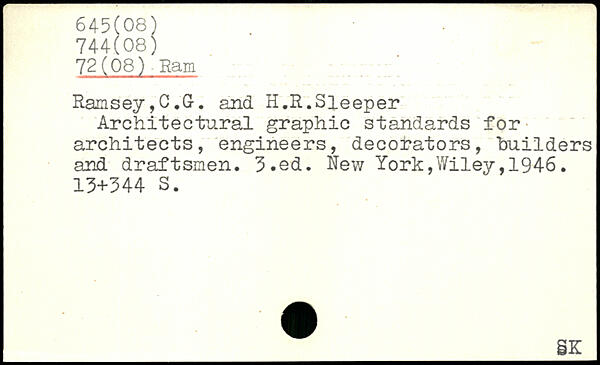 645(08)
744(08)
72(08) Ram
Ramsey,C.G. and H.R.Sleeper
Architectural graphic standards for
architects, engineers, decorators, builders
and draftsmen. 3.ed. New York,Wiley,1946.
13+344 S.
SK